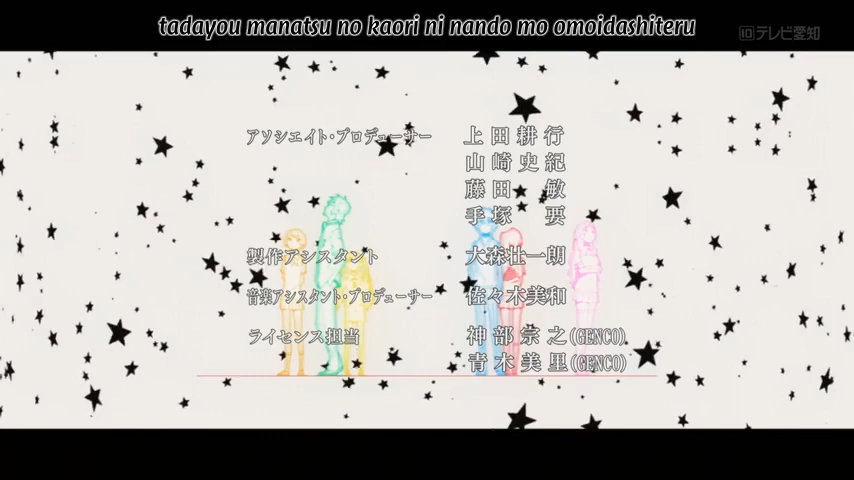 tadayou manatsu no kaori ni nando mo omoidashiteru
10 テレビ愛知
アソシエイト・プロデューサー 上田耕行
山崎史紀
藤田 敏
手塚 要
製作アシスタント 大森壮一朗
音楽アシスタント・プロデューサー 佐々木美和
ライセンス担当 神部宗之(GENCO)
青木美里(GENCO)